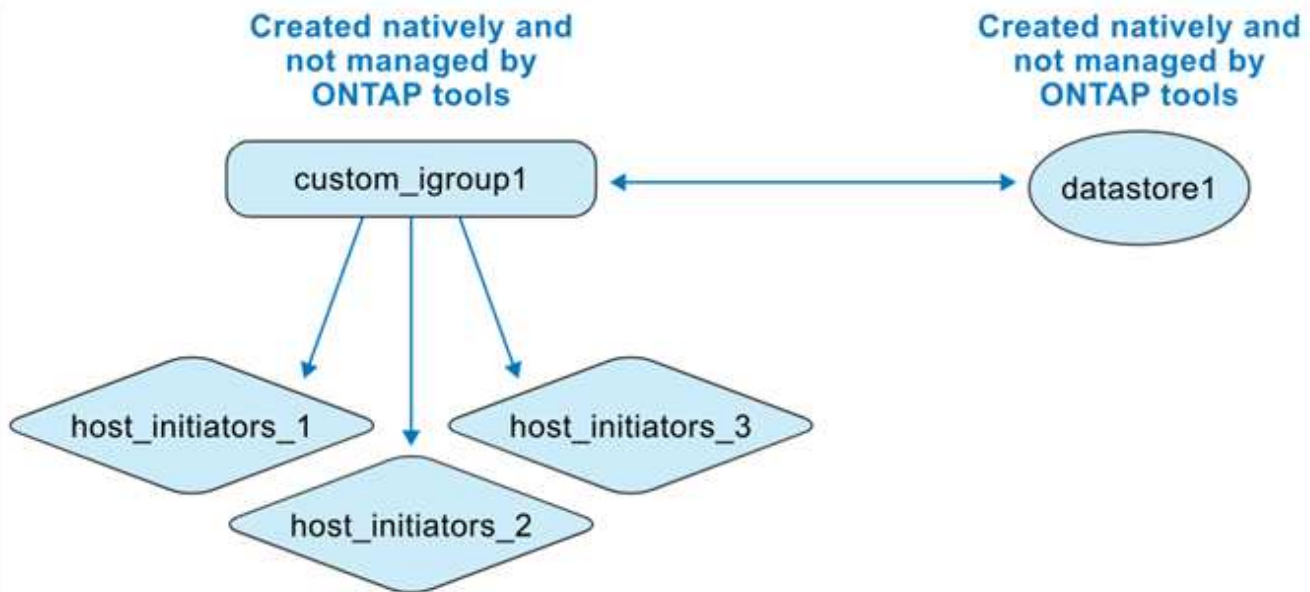 Created natively and
not managed by
ONTAP tools
Created natively and
not managed by
ONTAP tools
custom_igroup1
datastore1
host_initiators_1
host_initiators_3
host_initiators_2